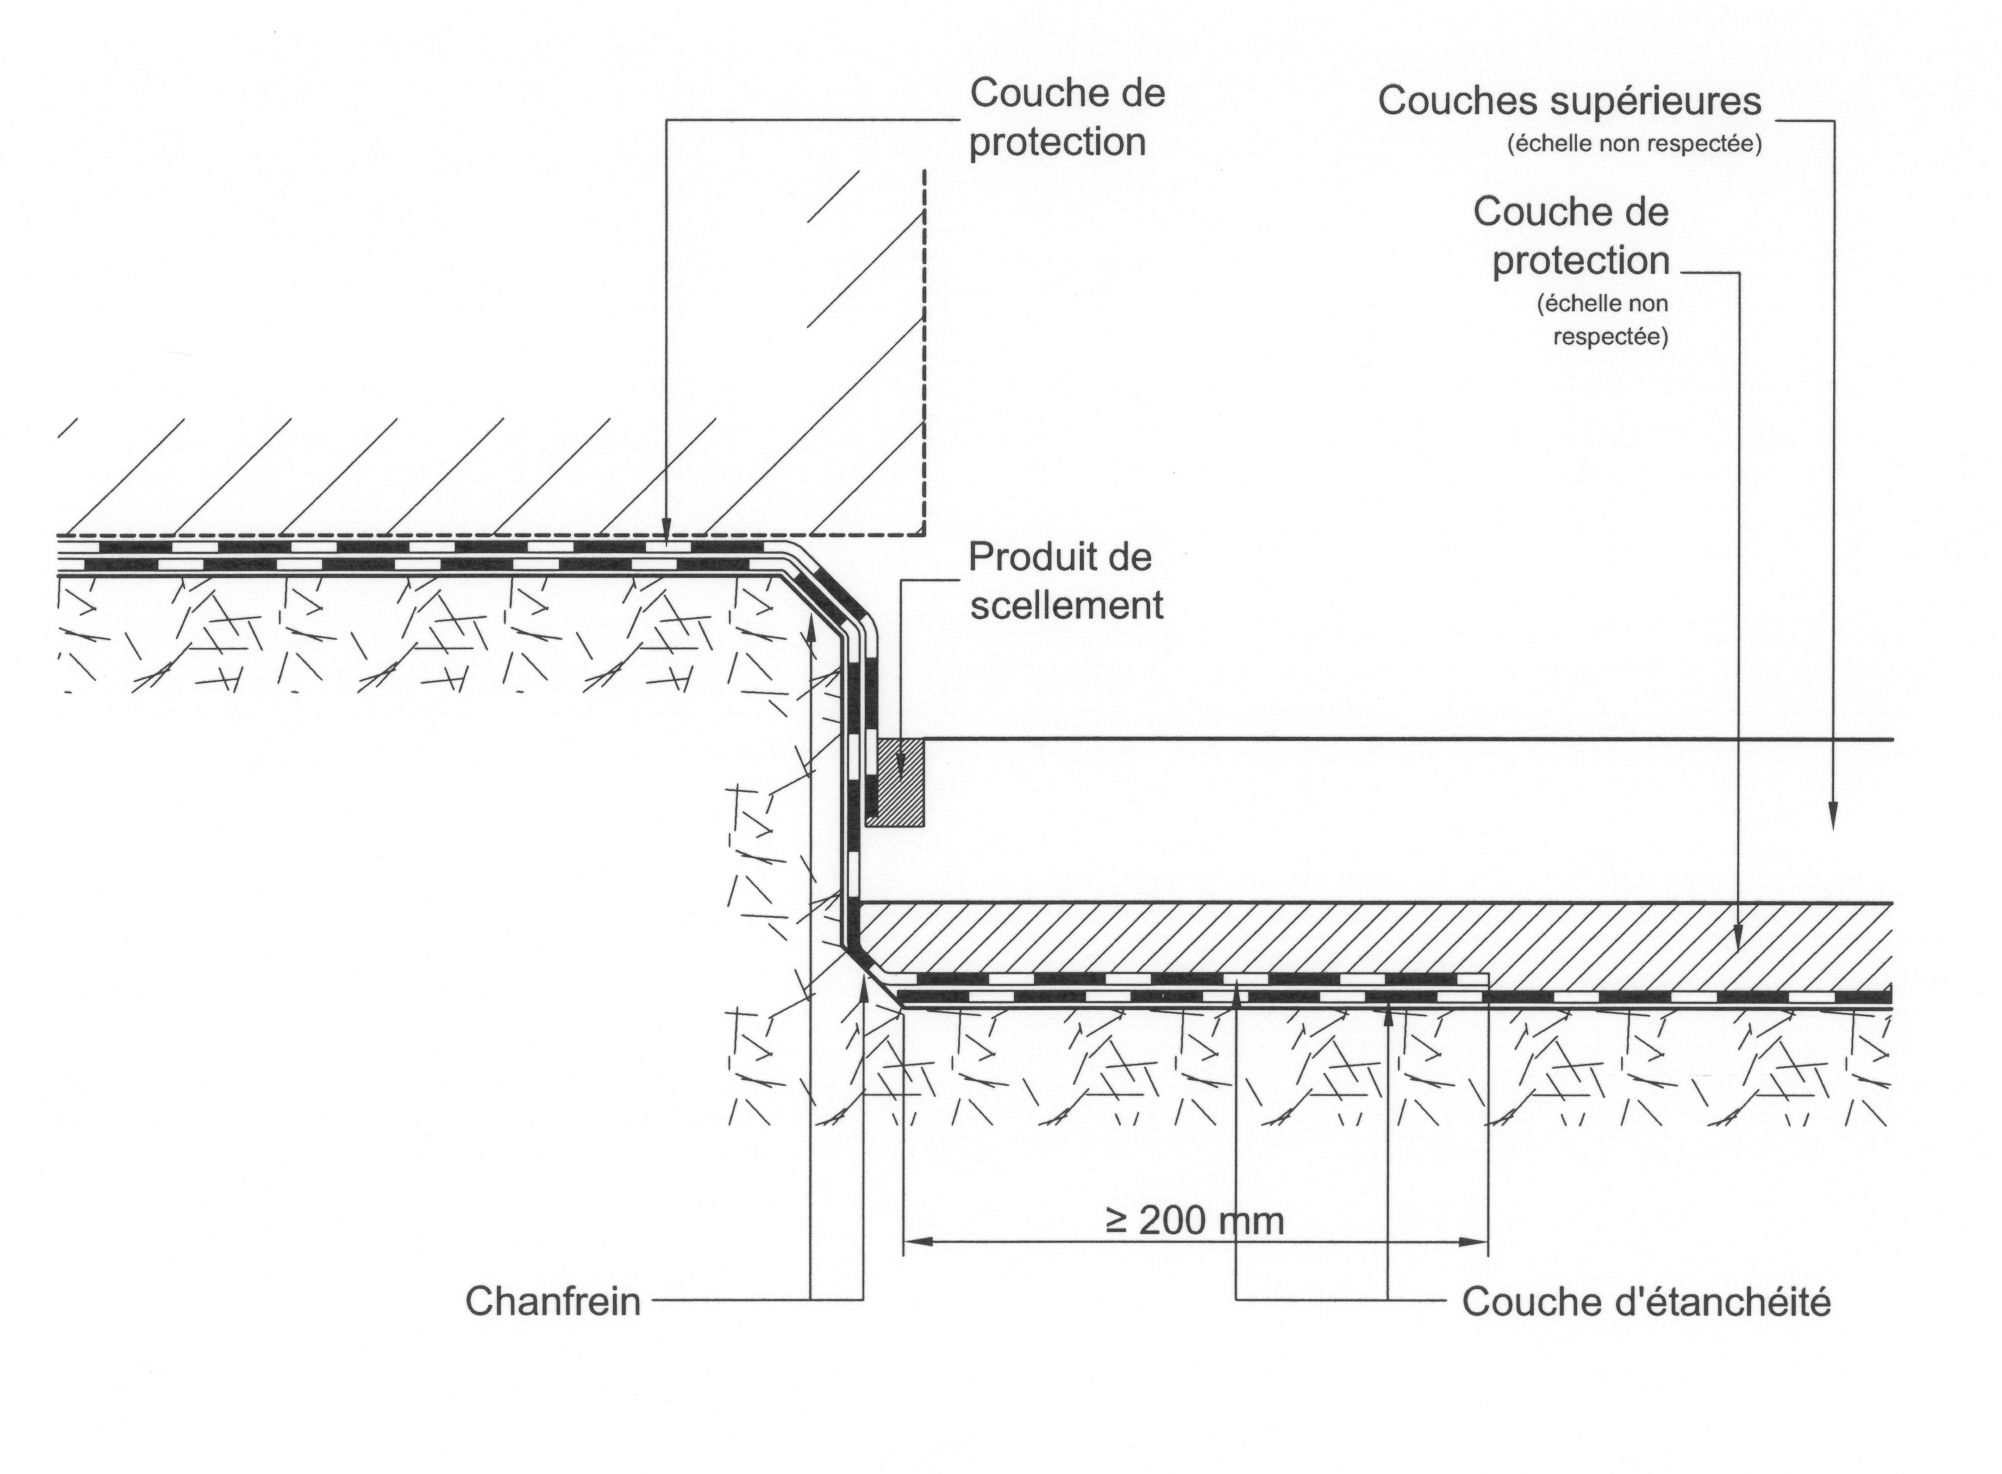 Couche de
protection
Couches supérieures
(échelle non respectée)
Couche de
protection
(échelle non
respectée)
Produit de
scellement
≥ 200 mm
Chanfrein
Couche d'étanchéité